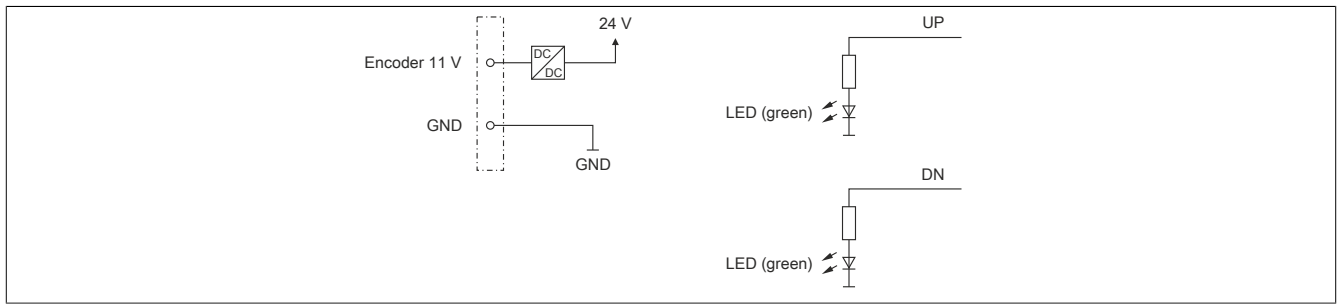 24 V
Encoder 11 V
DC
DC
GND
GND
UP
LED (green)
DN
LED (green)